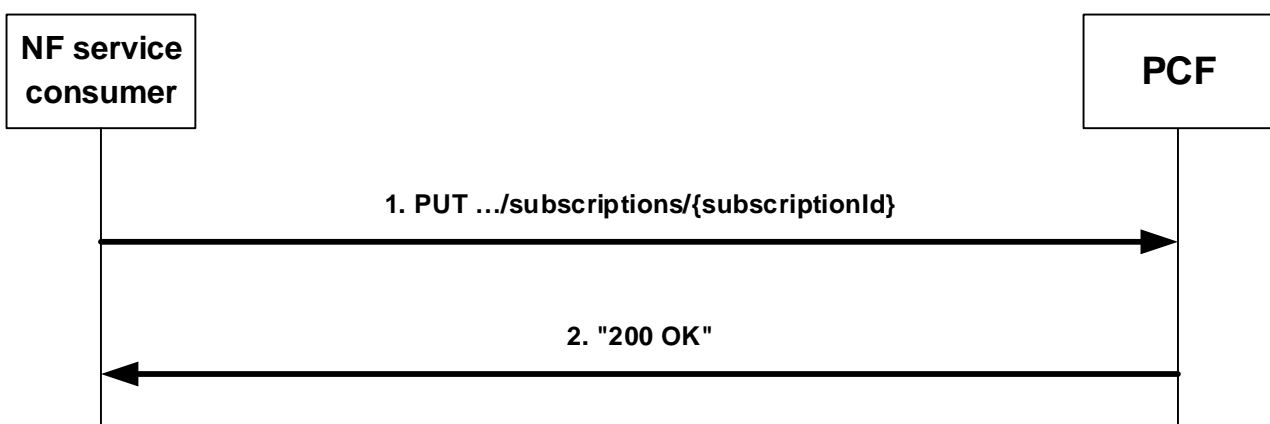 NF service
consumer
PCF
1. PUT …/subscriptions/{subscriptionId}
2. "200 OK"